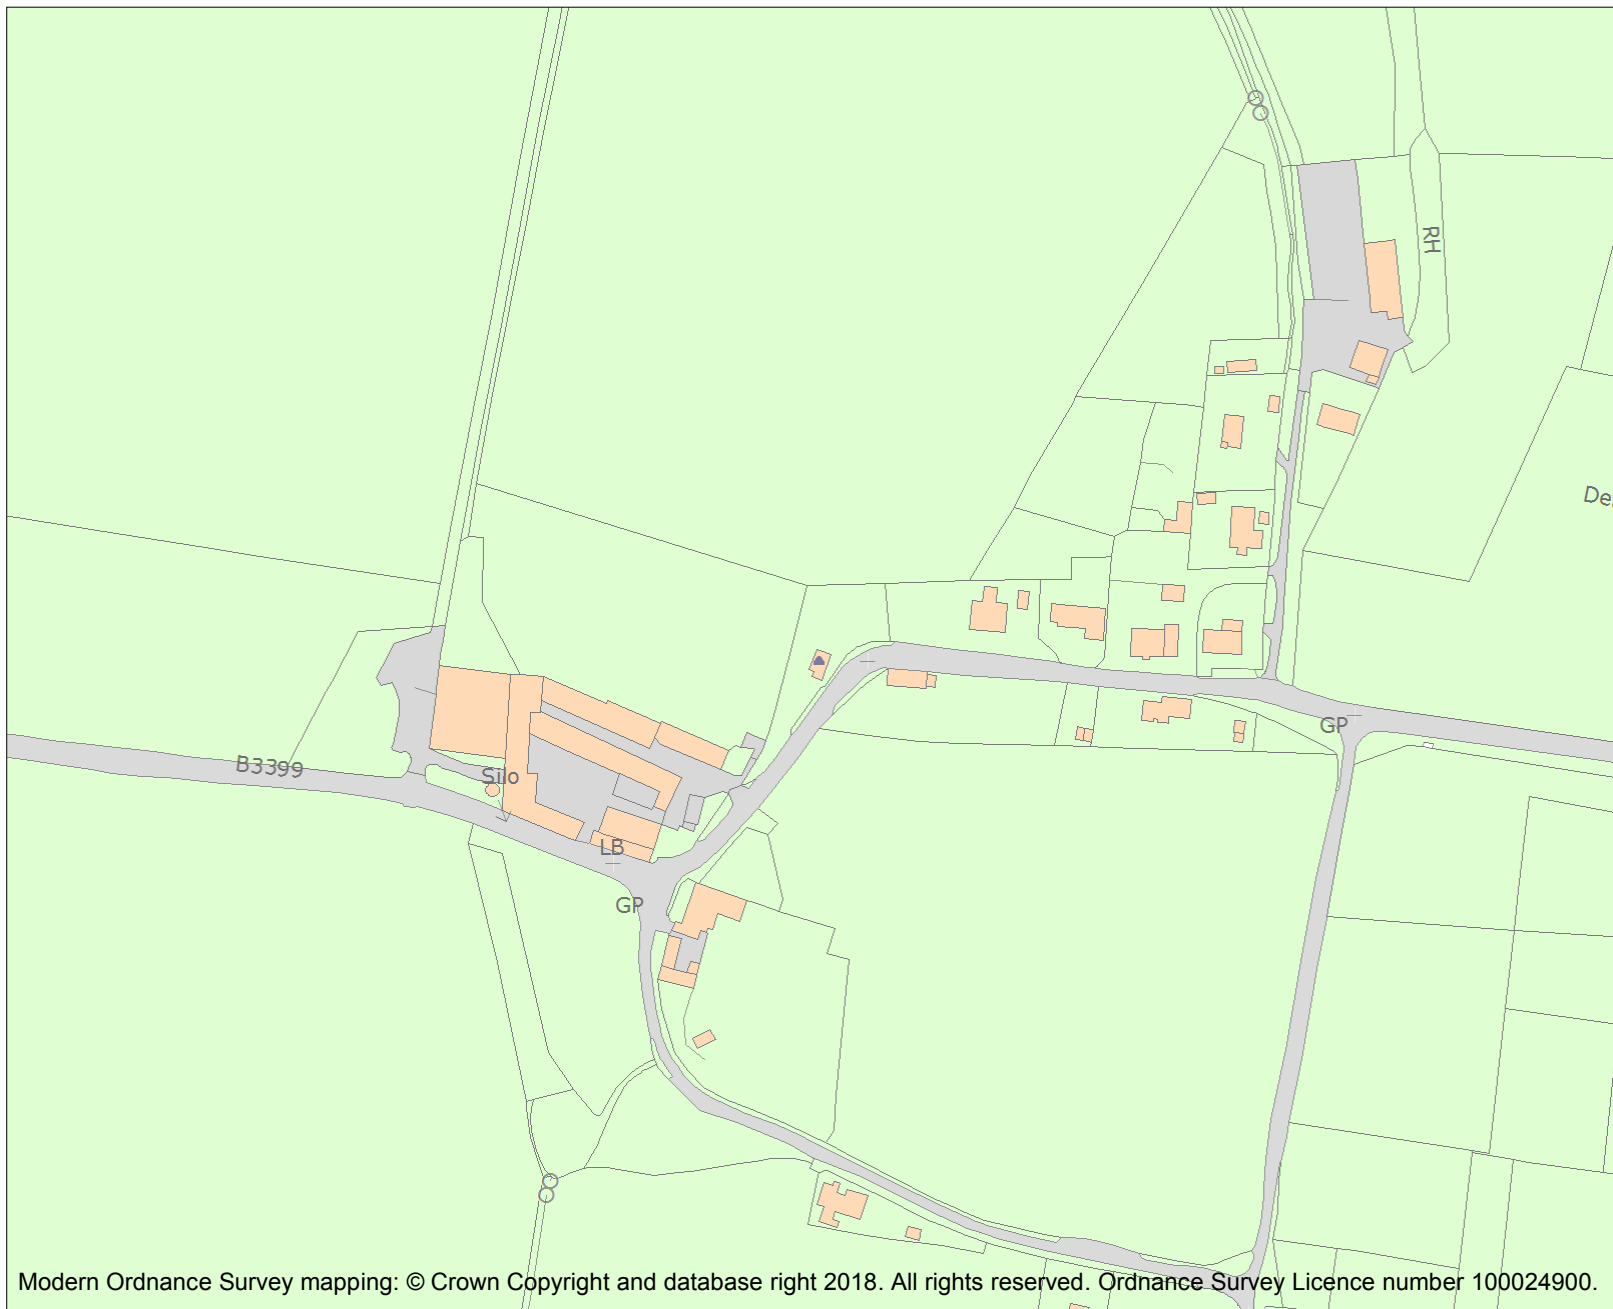 RH
GP
B3399
Silo
LB
GP
Modern Ordnance Survey mapping: © Crown Copyright and database right 2018. All rights reserved. Ordnance Survey Licence number 100024900.